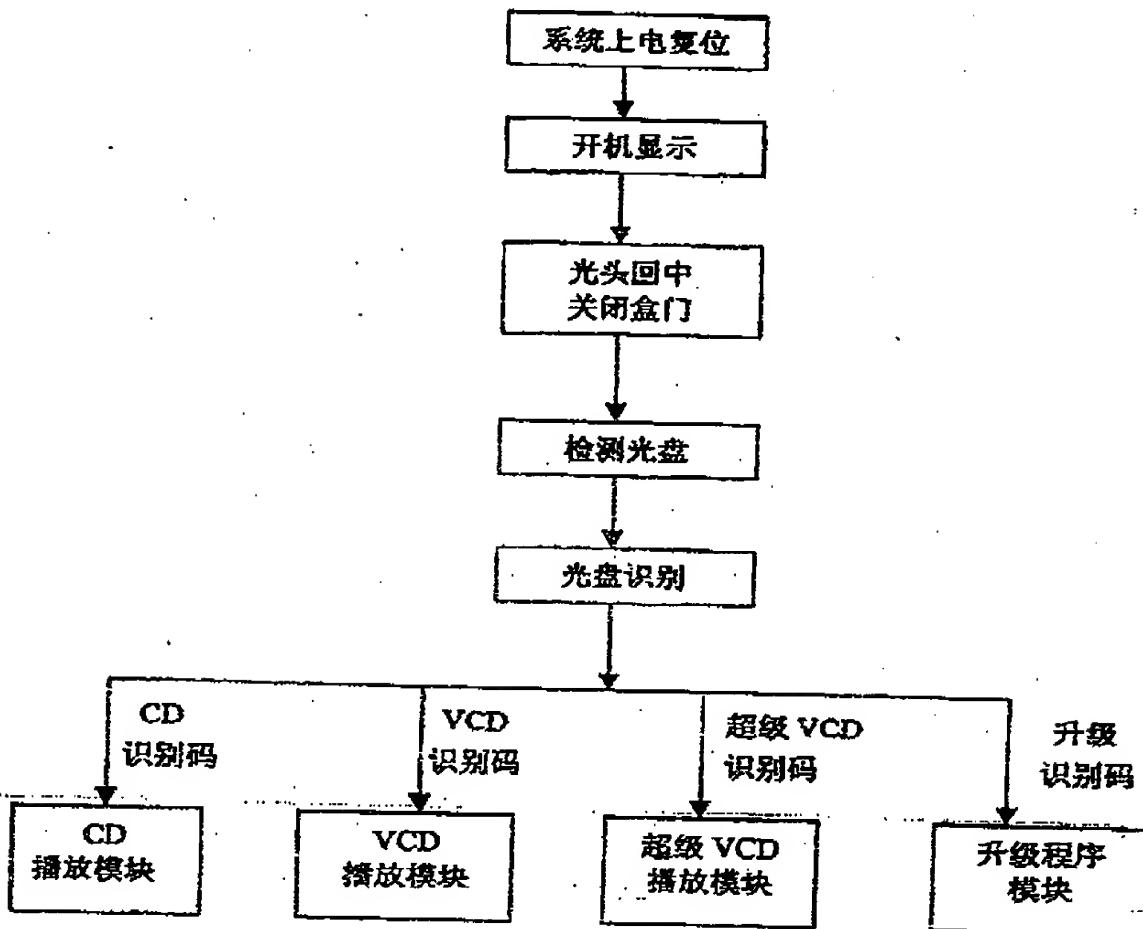 系统上电复位
开机显示
光头回中
关闭盒门
检测光盘
光盘识别
CD
识别码
VCD
识别码
超级 VCD
识别码
升级
识别码
CD
播放模块
VCD
播放模块
超级 VCD
播放模块
升级程序
模块